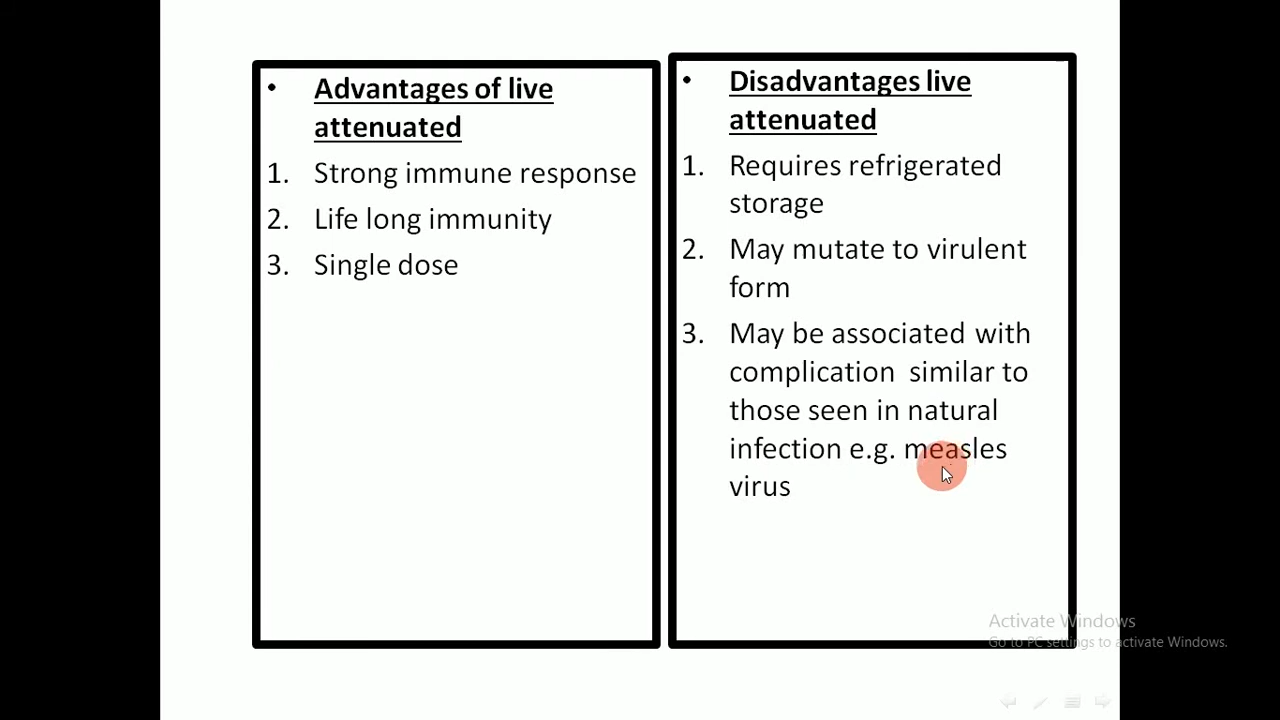 • Advantages of live
attenuated
1. Strong immune response
2. Life long immunity
3. Single dose
• Disadvantages live
attenuated
1. Requires refrigerated
storage
2. May mutate to virulent
form
3. May be associated with
complication similar to
those seen in natural
infection e.g. measles
virus
Activate Windows
Go to PC settings to activate Windows.